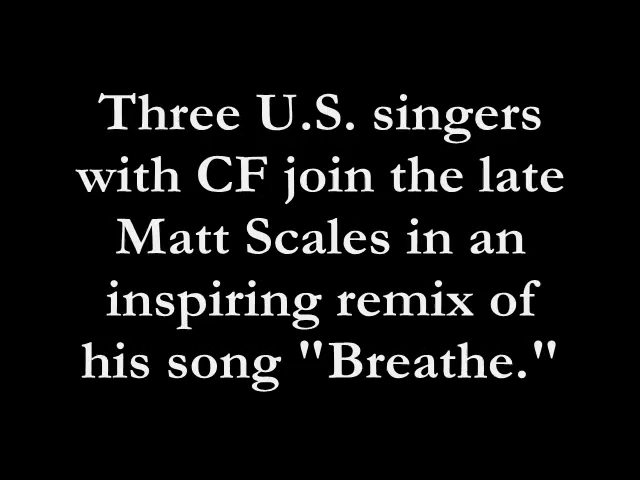 Three U.S. singers
with CF join the late
Matt Scales in an
inspiring remix of
his song "Breathe."